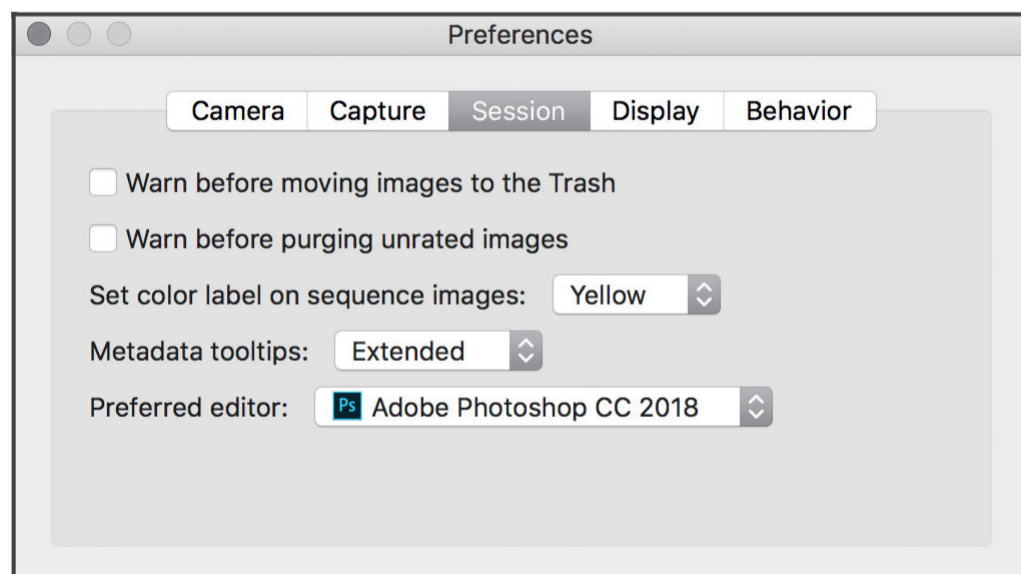 Preferences
Camera Capture Session Display Behavior
Warn before moving images to the Trash
Warn before purging unrated images
Set color label on sequence images: Yellow
Metadata tooltips: Extended
Preferred editor: Ps Adobe Photoshop CC 2018